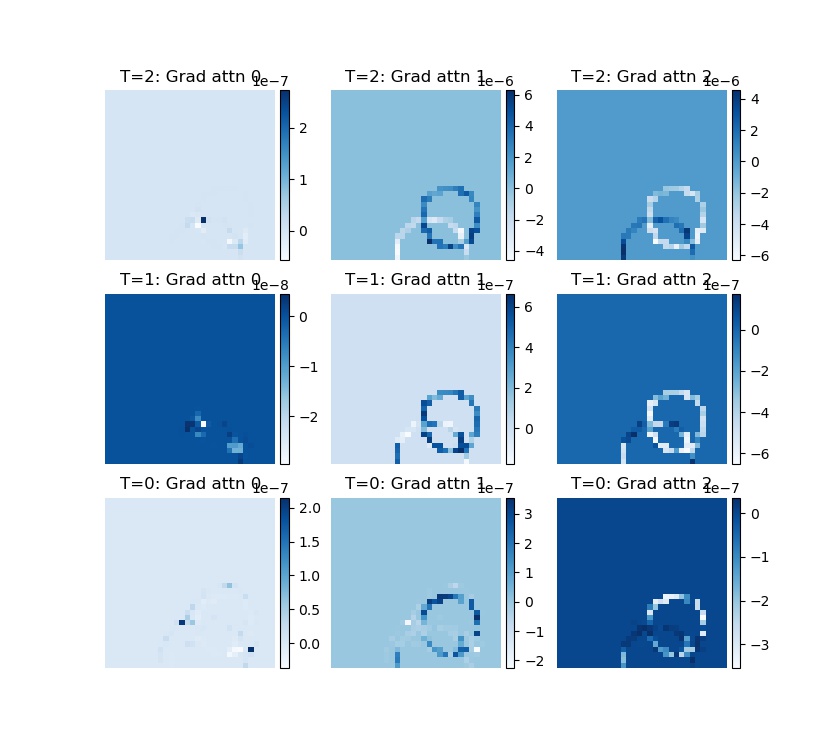 T=2: Grad attn 0
1e−7
2
1
0
T=2: Grad attn 1
1e−6
6
4
2
0
−2
−4
T=2: Grad attn 2
1e−6
4
2
0
−2
−4
−6
T=1: Grad attn 0
1e−8
0
−1
−2
T=1: Grad attn 1
1e−7
6
4
2
0
T=1: Grad attn 2
1e−7
0
−2
−4
−6
T=0: Grad attn 0
1e−7
2.0
1.5
1.0
0.5
0.0
T=0: Grad attn 1
1e−7
3
2
1
0
−1
−2
T=0: Grad attn 2
1e−7
0
−1
−2
−3